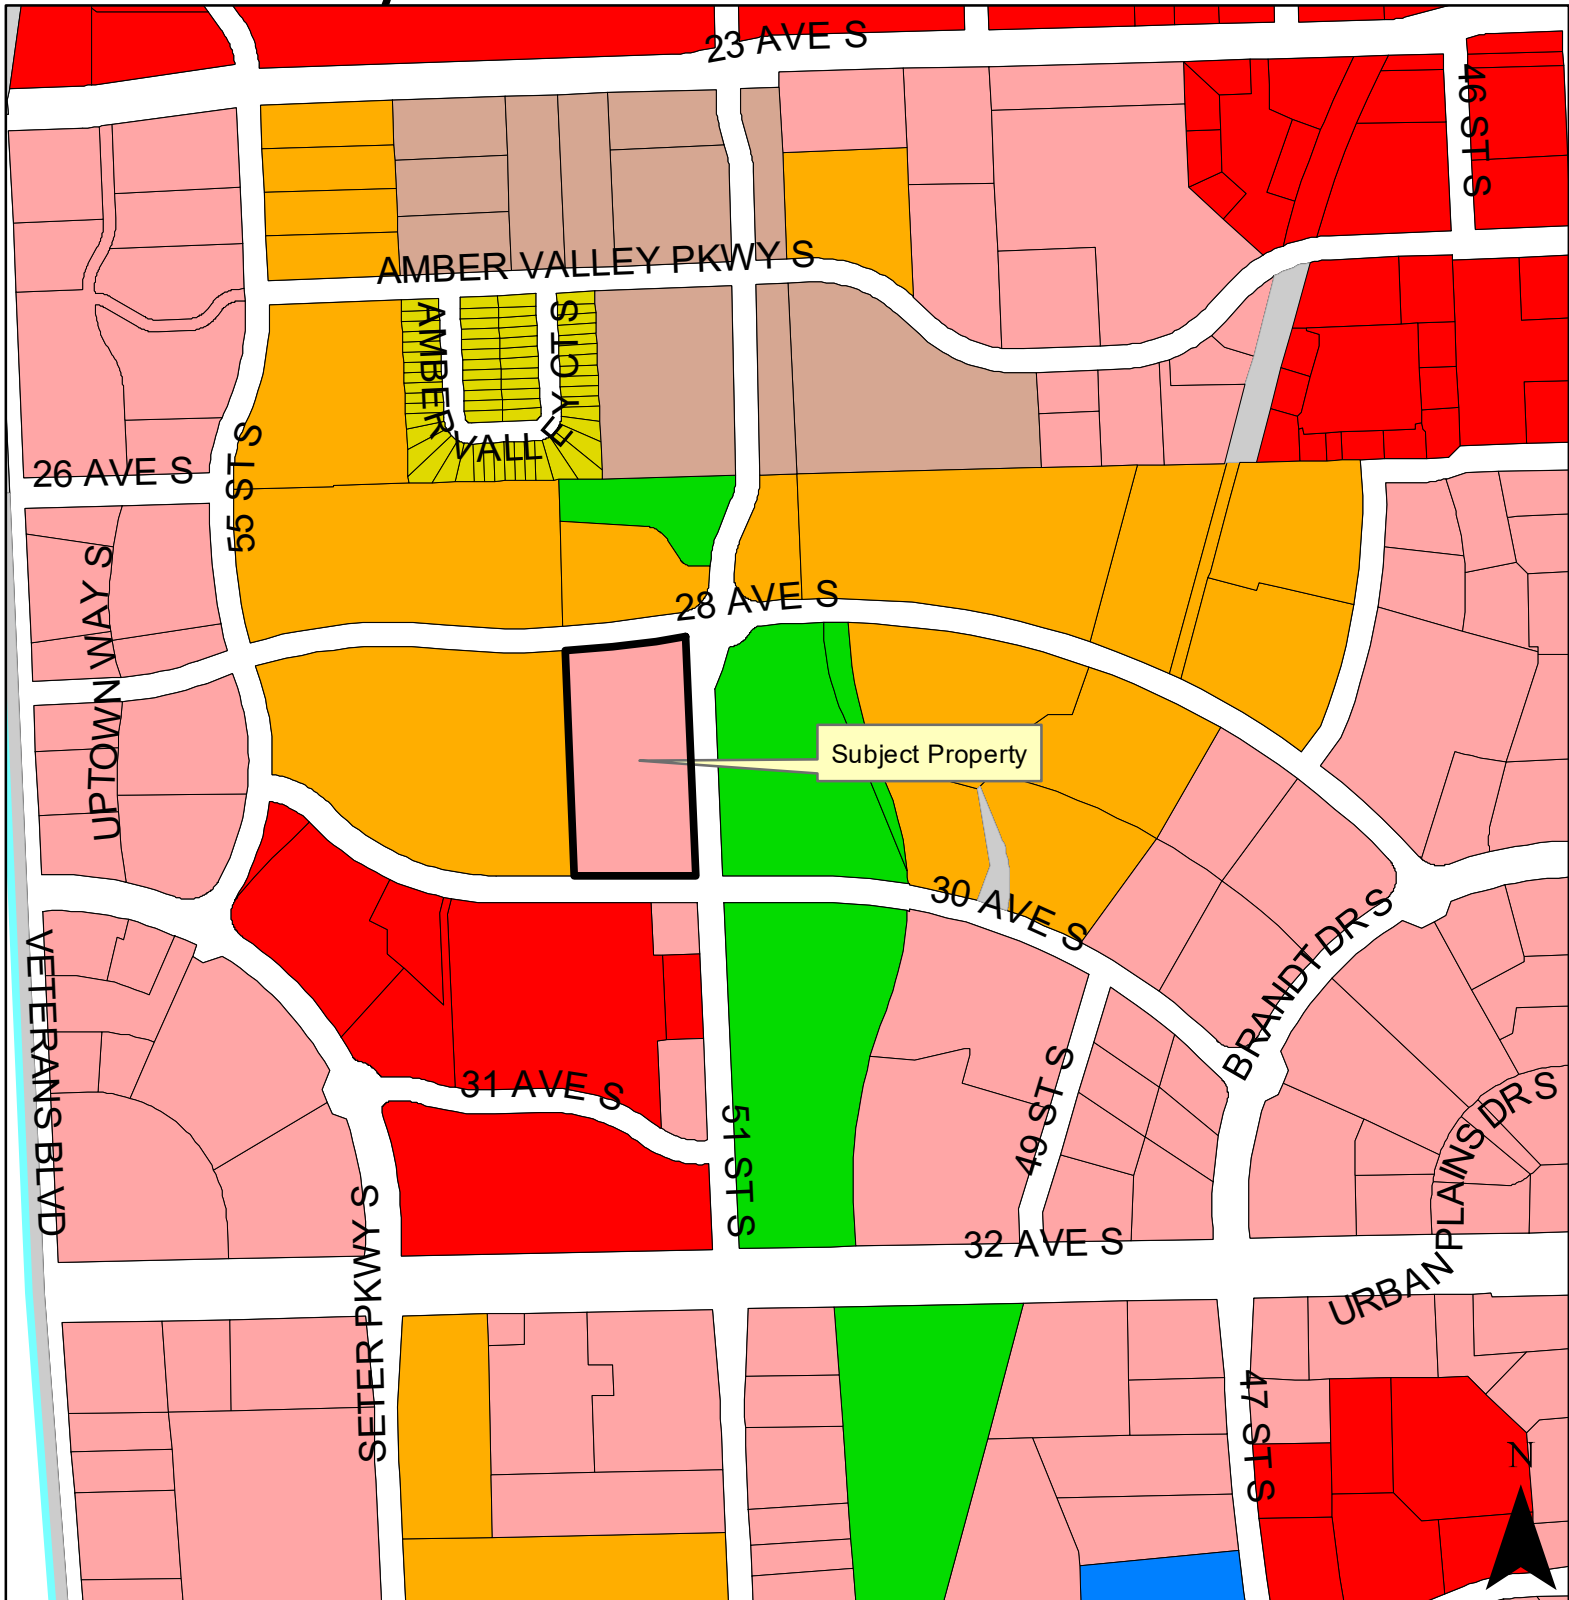 23 AVE S
46 ST S
AMBER VALLEY PKWY S
AMBER VALLEY CT S
26 AVE S
55 ST S
28 AVE S
UPTOWN WAY S
Subject Property
30 AVE S
BRANDT DR S
VETERANS BLVD
31 AVE S
51 ST S
49 ST S
PLAINS DR S
URBAN
32 AVE S
SETER PKWY S
47 ST S
N